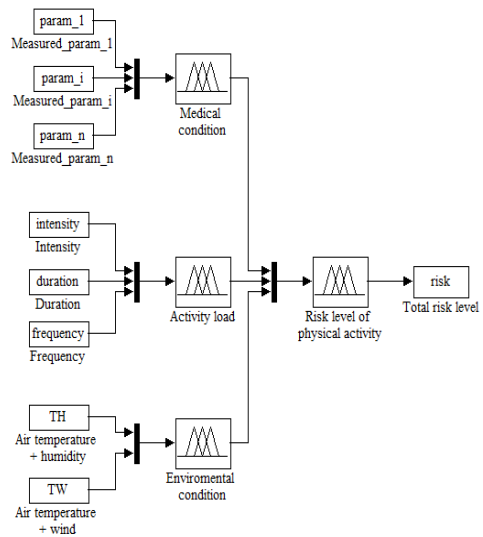 param_1
Measured_param_1
param_i
Measured_param_i
param_n
Measured_param_n
Medical
condition
intensity
Intensity
duration
Duration
frequency
Frequency
Activity load
Risk level of
physical activity
risk
Total risk level
TH
Air temperature
+ humidity
TW
Air temperature
+ wind
Enviromental
condition